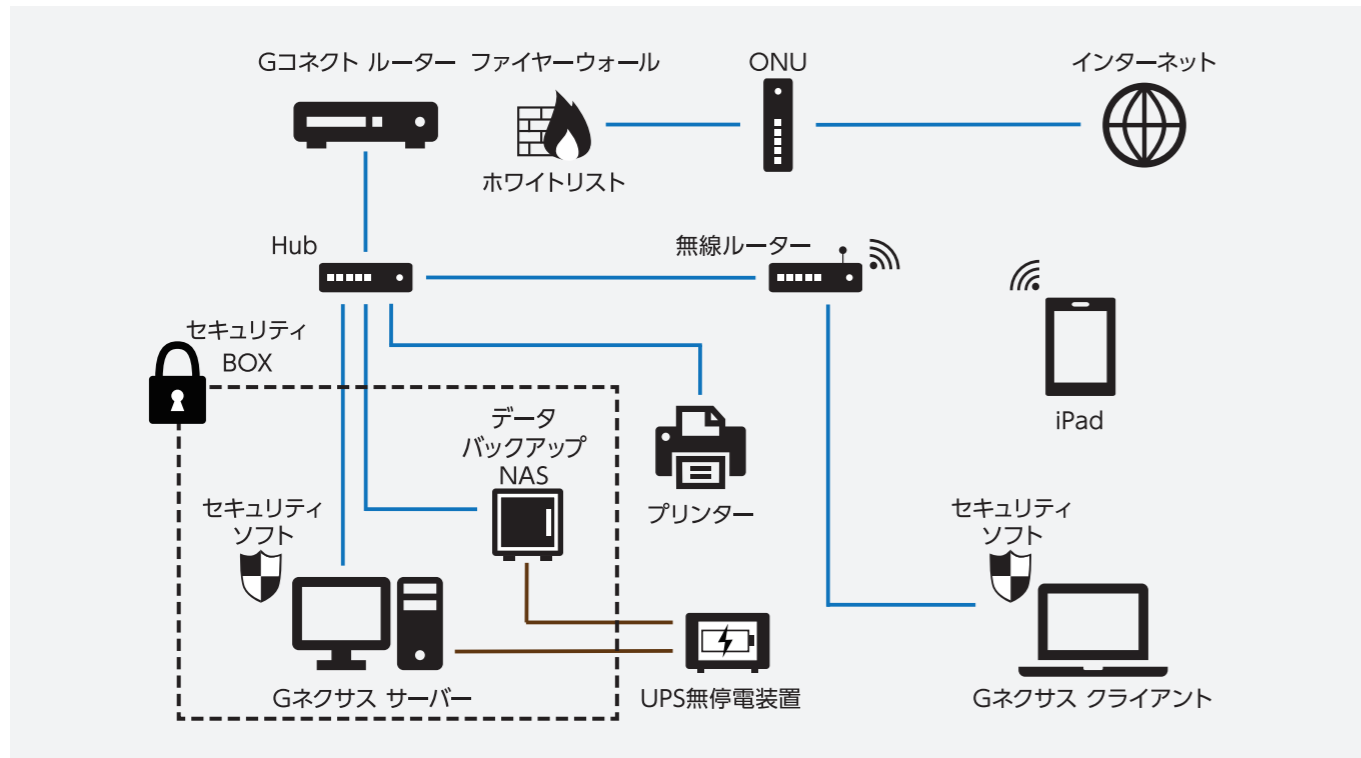 Gコネクト ルーター
ファイヤーウォール
ONU
インターネット
ホワイトリスト
Hub
無線ルーター
セキュリティ
BOX
iPad
データ
バックアップ
NAS
プリンター
セキュリティ
ソフト
セキュリティ
ソフト
Gネクサス サーバー
UPS無停電装置
Gネクサス クライアント